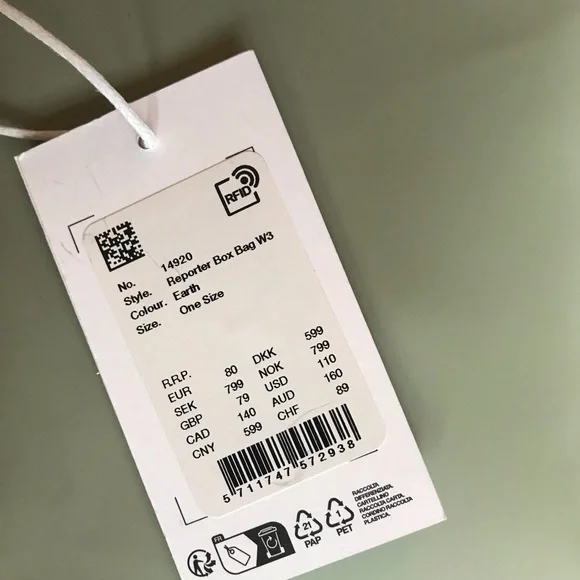 RFID
No. 14920
Style. Reporter Box Bag W3
Colour. Earth
Size. One Size
R.R.P.
EUR 80 DKK 599
SEK 799 NOK 799
GBP 79 USD 110
CAD 140 AUD 160
CNY 599 CHF 89
5 711747 572938
FR
21
PAP
1
PET
RACCOLTA
DIFFERENZIATA.
CARTELLINO
RACCOLTA CARTA.
CORDINO RACCOLTA
PLASTICA.